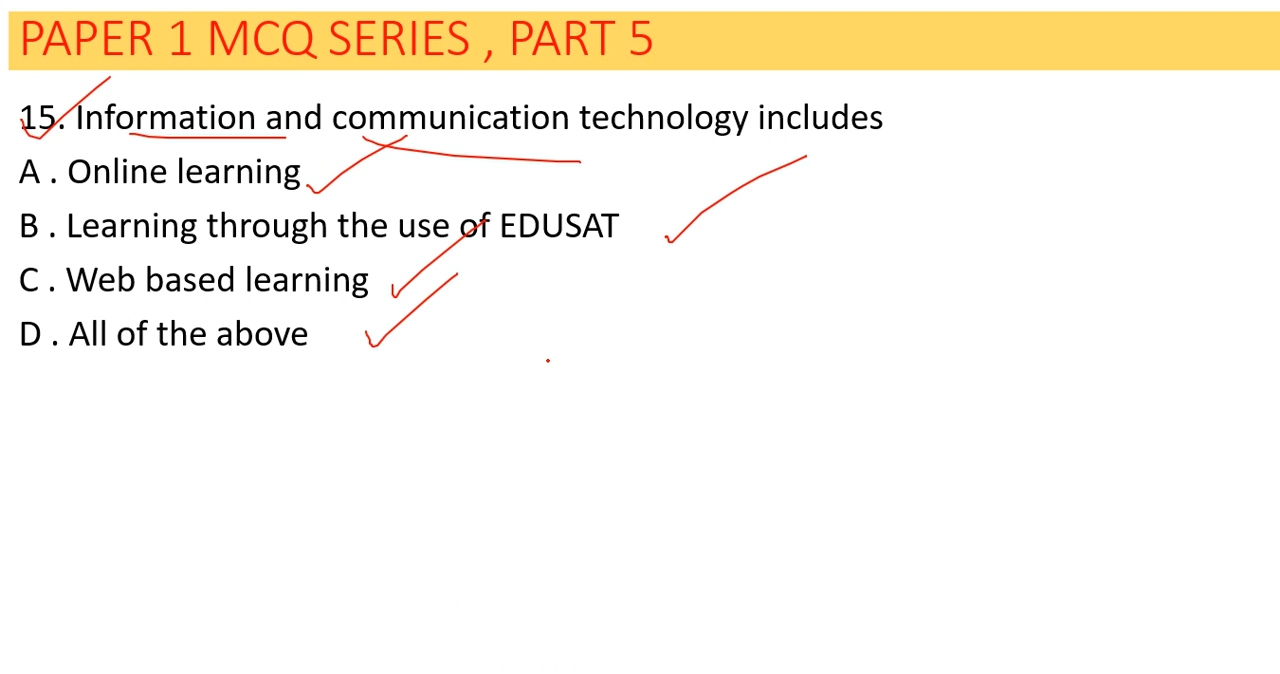 PAPER 1 MCQ SERIES , PART 5
15. Information and communication technology includes
A . Online learning
B . Learning through the use of EDUSAT
C . Web based learning
D . All of the above